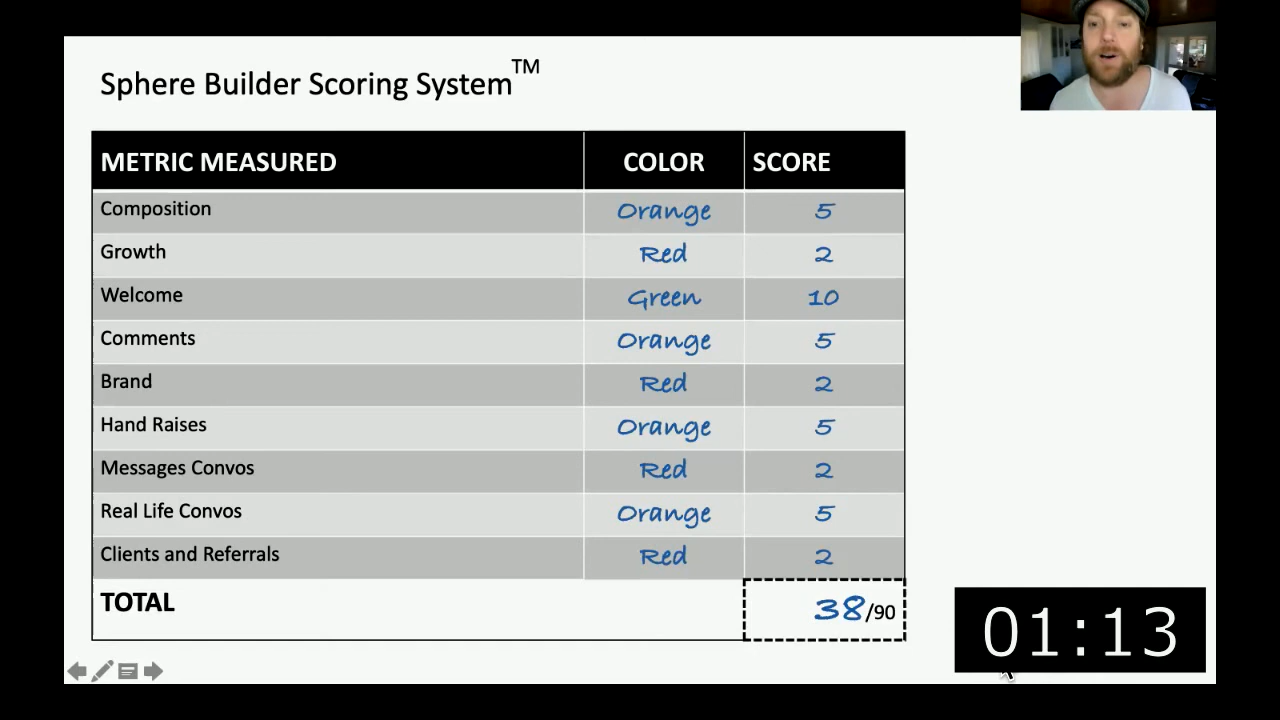 Sphere Builder Scoring System™
METRIC MEASURED COLOR SCORE
Composition Orange 5
Growth Red 2
Welcome Green 10
Comments Orange 5
Brand Red 2
Hand Raises Orange 5
Messages Convos Red 2
Real Life Convos Orange 5
Clients and Referrals Red 2
TOTAL 38/90
01:13